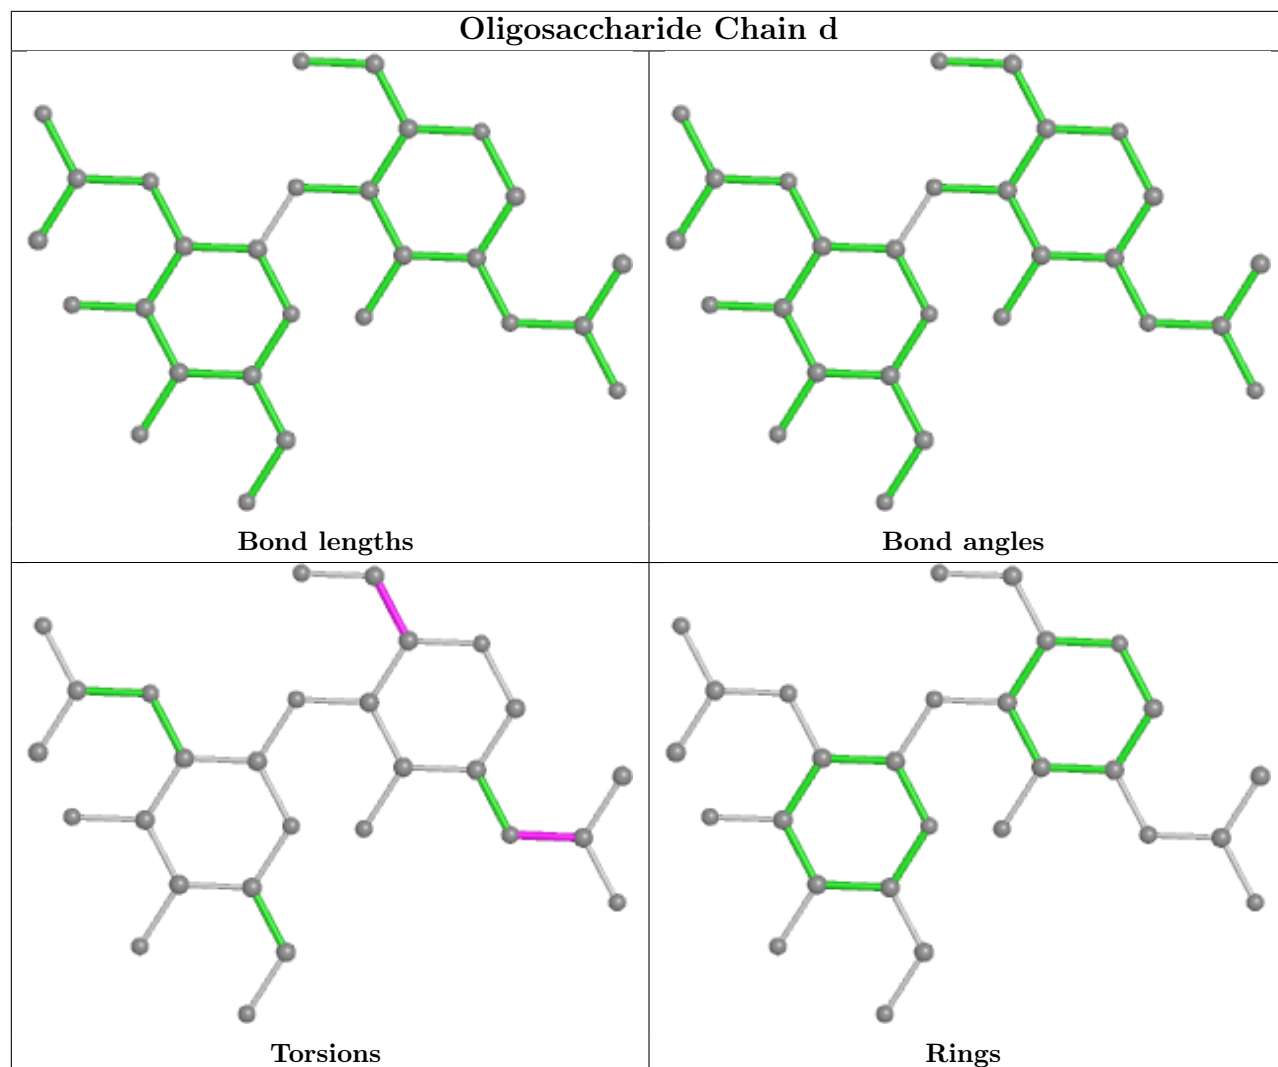 Oligosaccharide Chain d
Bond lengths
Bond angles
Torsions
Rings